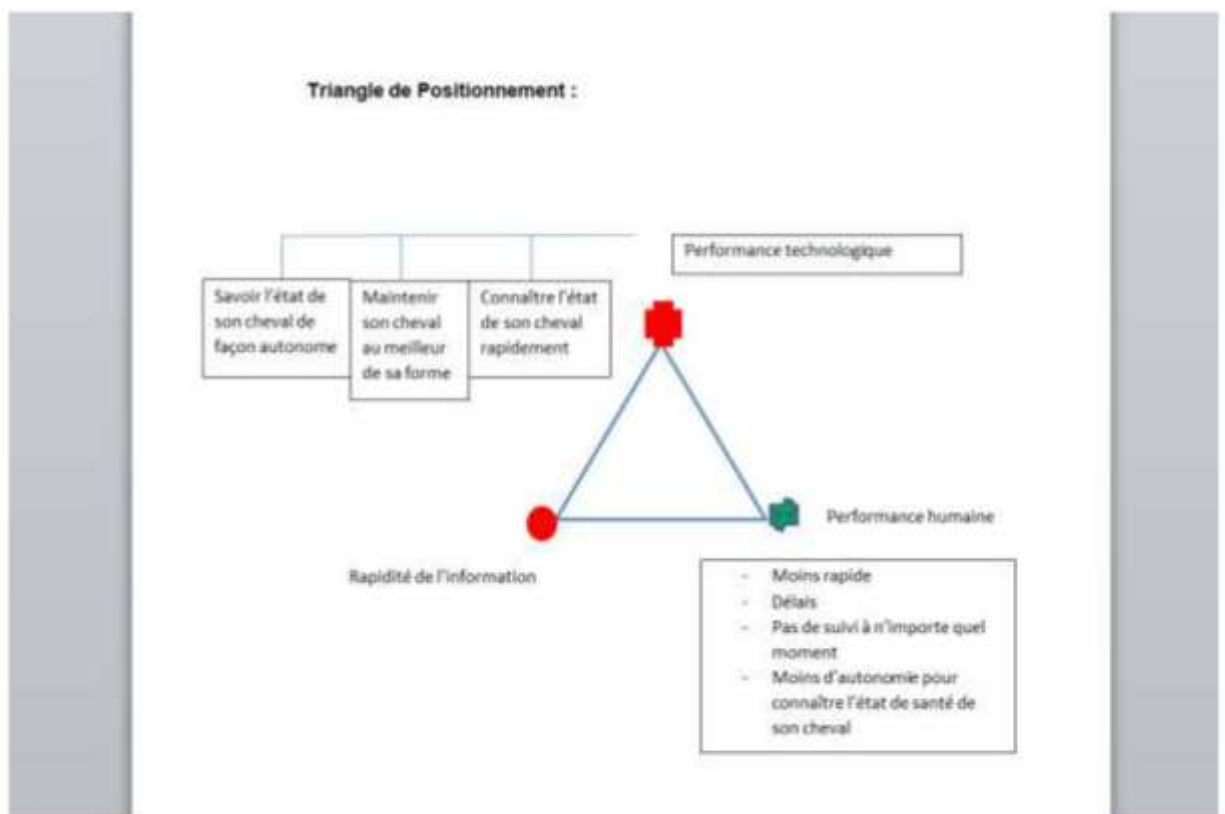 Triangle de Positionnement :
Performance technologique
Savoir l'état de
son cheval de
façon autonome
Maintenir
son cheval
au meilleur
de sa forme
Connaître l'état
de son cheval
rapidement
Performance humaine
Rapidité de l'information
- Moins rapide
- Délais
- Pas de suivi à n'importe quel
moment
- Moins d'autonomie pour
connaître l'état de santé de
son cheval